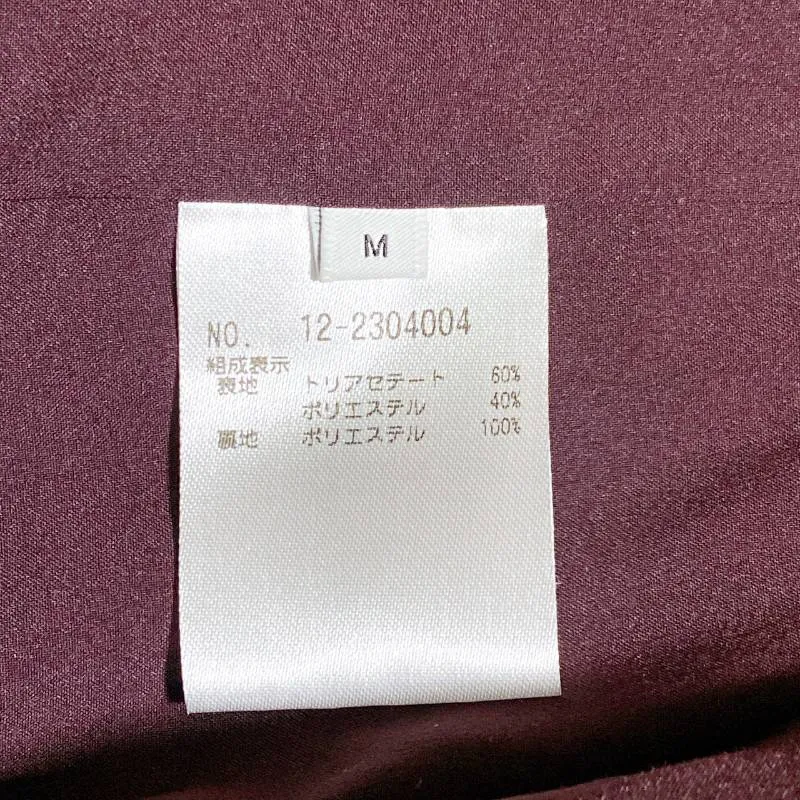 M
NO. 12-2304004
組成表示
表地 トリアセテート 60%
ポリエステル 40%
裏地 ポリエステル 100%